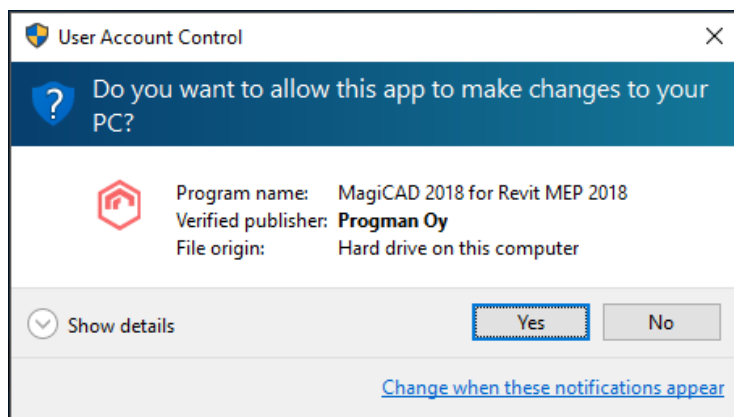 User Account Control
Do you want to allow this app to make changes to your
PC?
Program name: MagiCAD 2018 for Revit MEP 2018
Verified publisher: Progman Oy
File origin: Hard drive on this computer
Show details
Yes
No
Change when these notifications appear